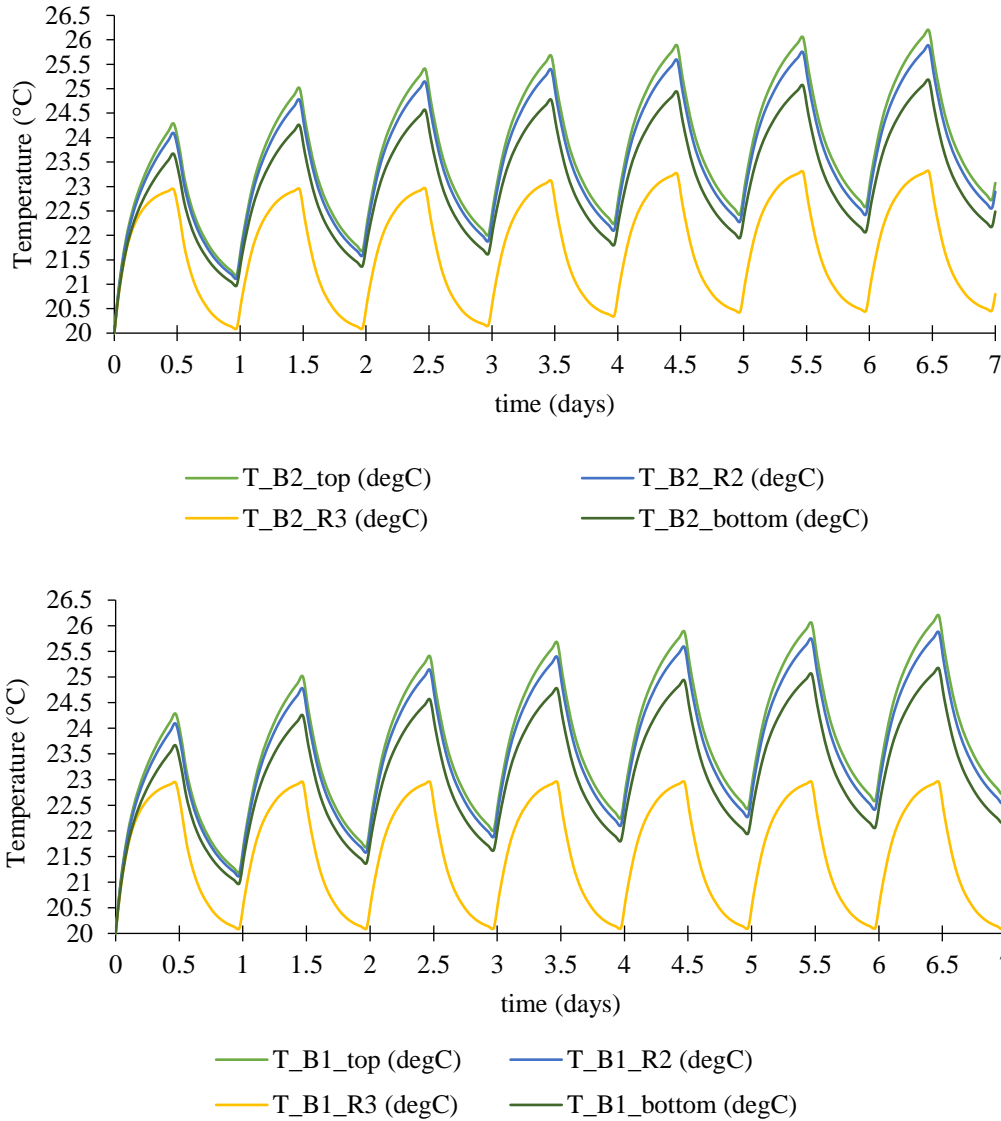 26.5
26
25.5
25
24.5
24
23.5
23
22.5
22
21.5
21
20.5
20
Temperature (°C)
0 0.5 1 1.5 2 2.5 3 3.5 4 4.5 5 5.5 6 6.5 7
time (days)
T_B2_top (degC) T_B2_R2 (degC)
T_B2_R3 (degC) T_B2_bottom (degC)
26.5
26
25.5
25
24.5
24
23.5
23
22.5
22
21.5
21
20.5
20
Temperature (°C)
0 0.5 1 1.5 2 2.5 3 3.5 4 4.5 5 5.5 6 6.5
time (days)
T_B1_top (degC) T_B1_R2 (degC)
T_B1_R3 (degC) T_B1_bottom (degC)